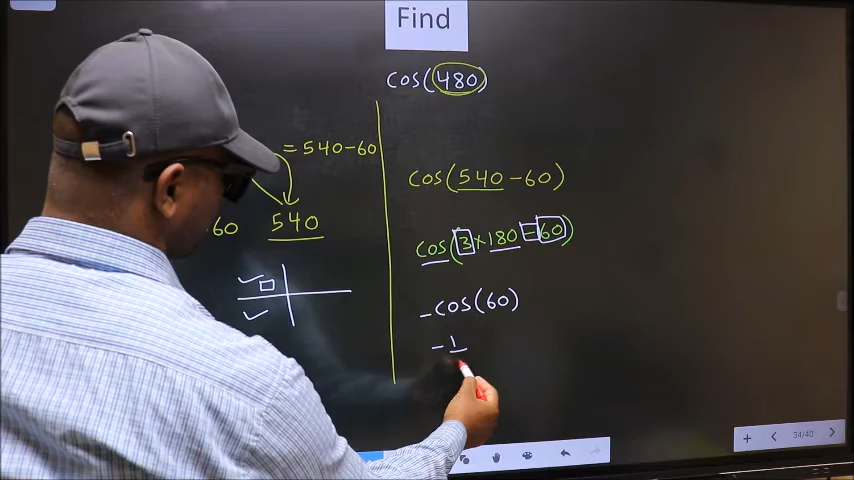 Find
cos(480)
= 540-60
60 540
cos(540-60)
cos(3×180-60)
-cos(60)
-1
34/40